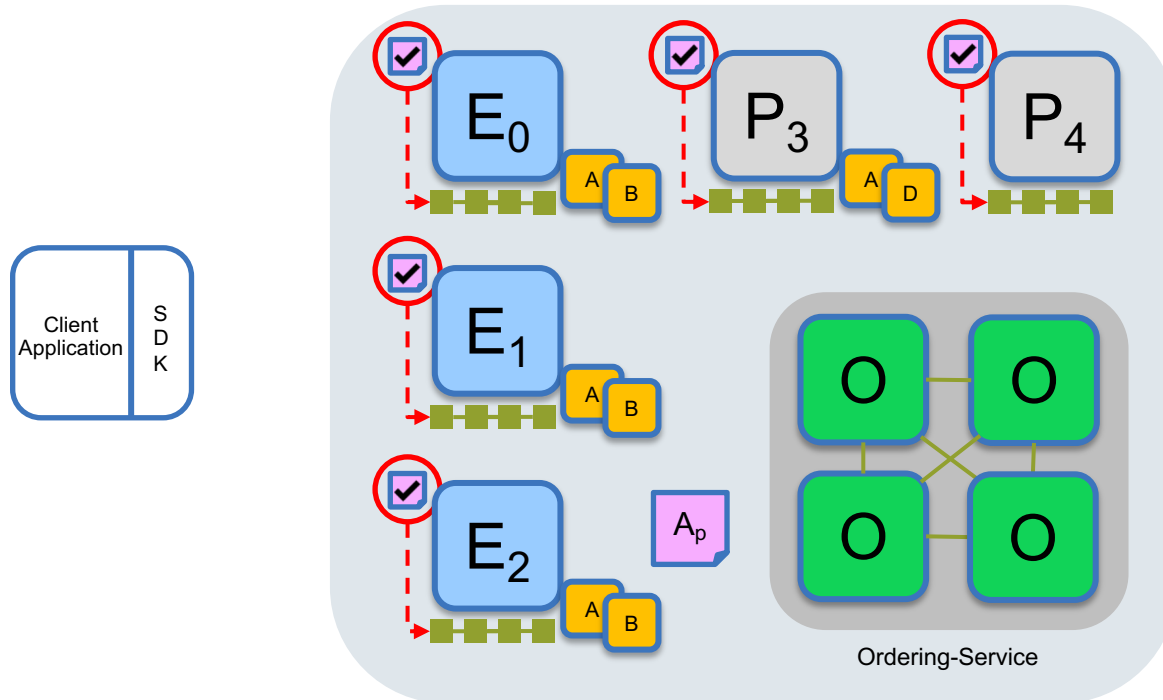 E0
P3
P4
A
B
A
D
Client
Application
S
D
K
E1
A
B
O
O
E2
Ap
O
O
A
B
Ordering-Service